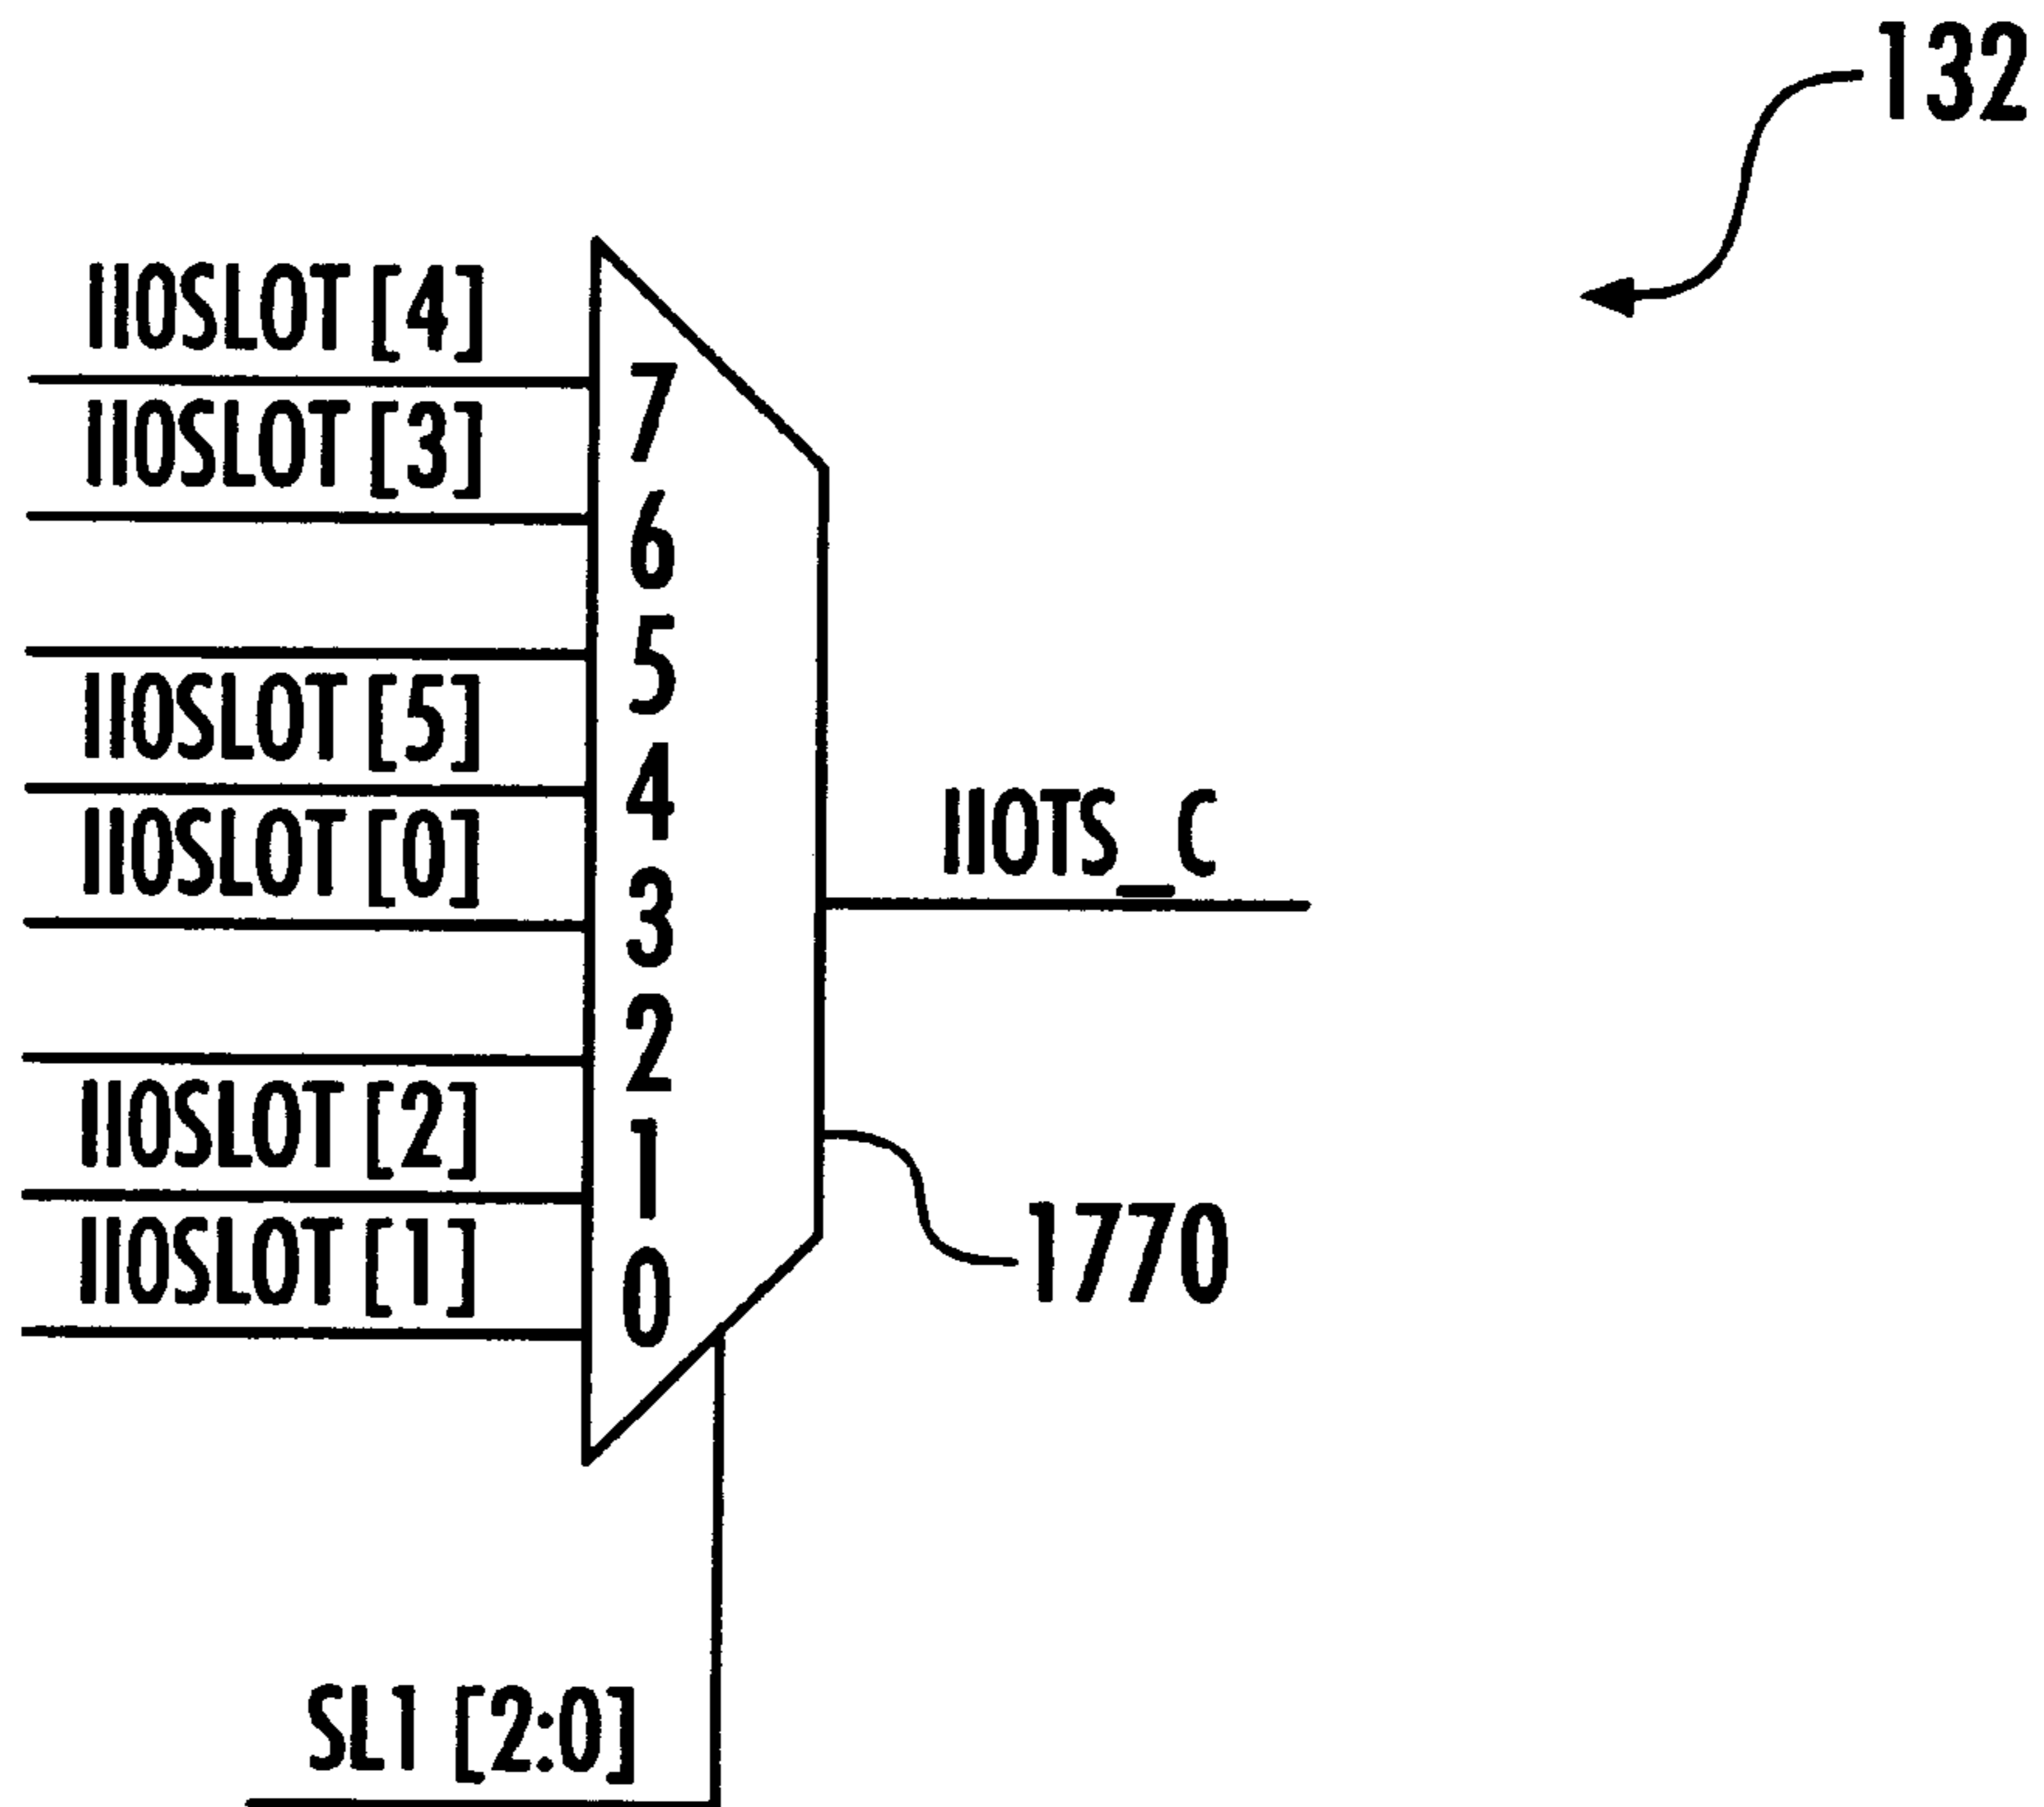 132
IIOSLOT [4]
7
IIOSLOT [3]
6
5
IIOSLOT [5]
4
IIOSLOT [0]
IIOTS_C
3
2
IIOSLOT [2]
1
IIOSLOT [1]
1770
0
SL1 [2:0]